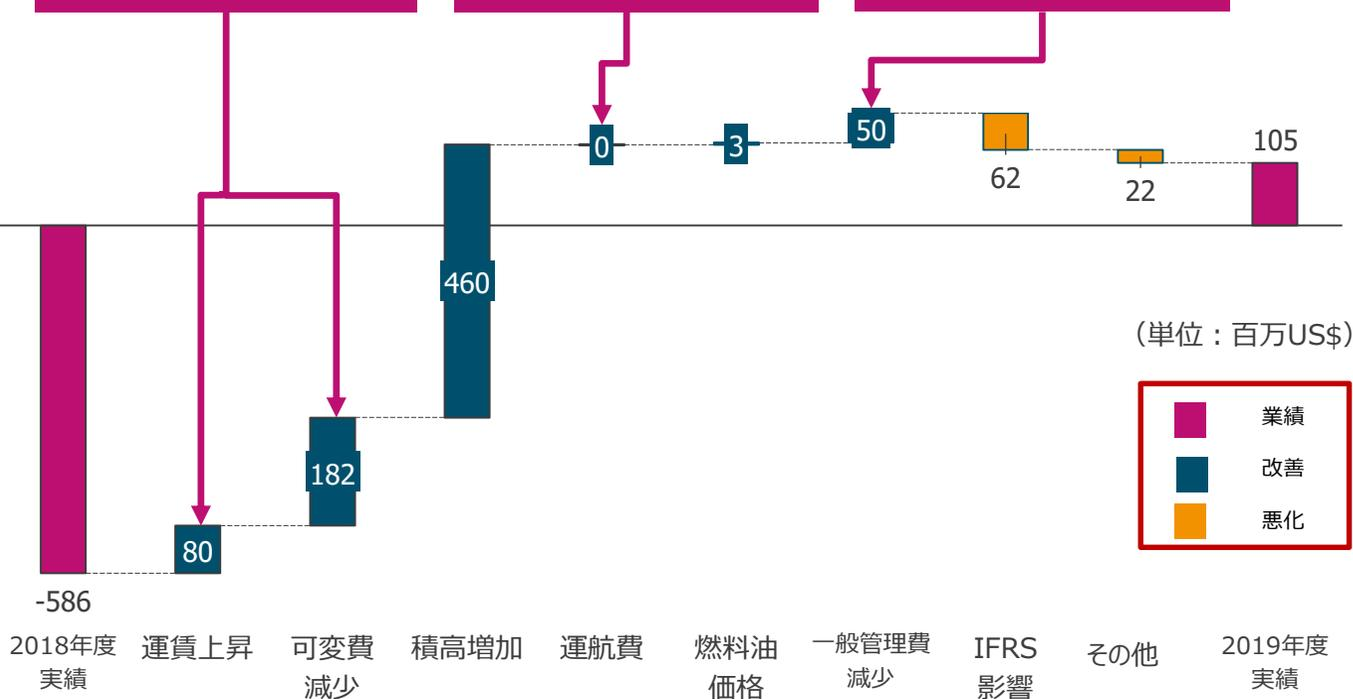 0
3
50
62
22
105
460
182
80
-586
（単位：百万US$）
業績
改善
悪化
2018年度
実績
運賃上昇
可変費
減少
積高増加
運航費
燃料油
価格
一般管理費
減少
IFRS
影響
その他
2019年度
実績